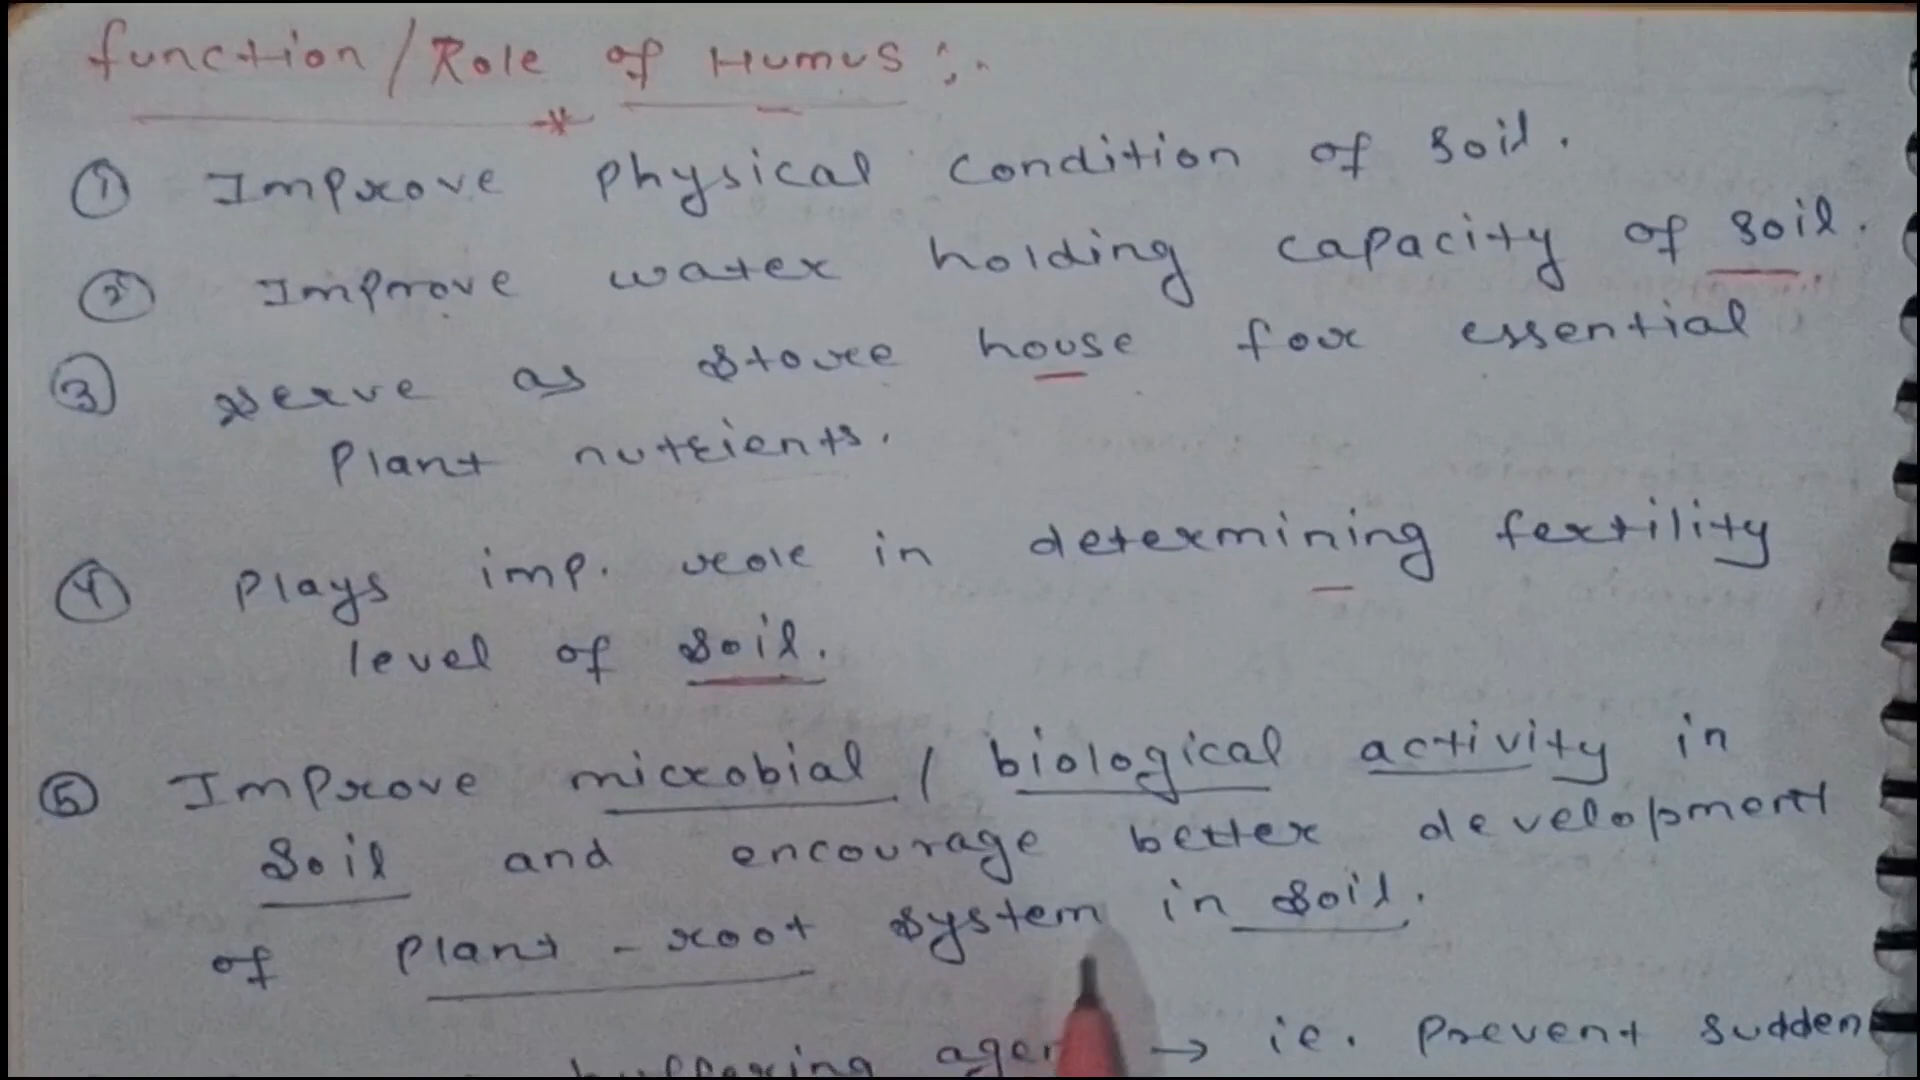 function / Role of Humus :-
① Improve physical condition of soil.
② Improve water holding capacity of soil.
③ serve as store house for essential
plant nutrients.
④ plays imp. role in determining fertility
level of soil.
⑤ Improve microbial / biological activity in
soil and encourage better development
of plant - root system in soil.
buffering → ie. prevent sudden